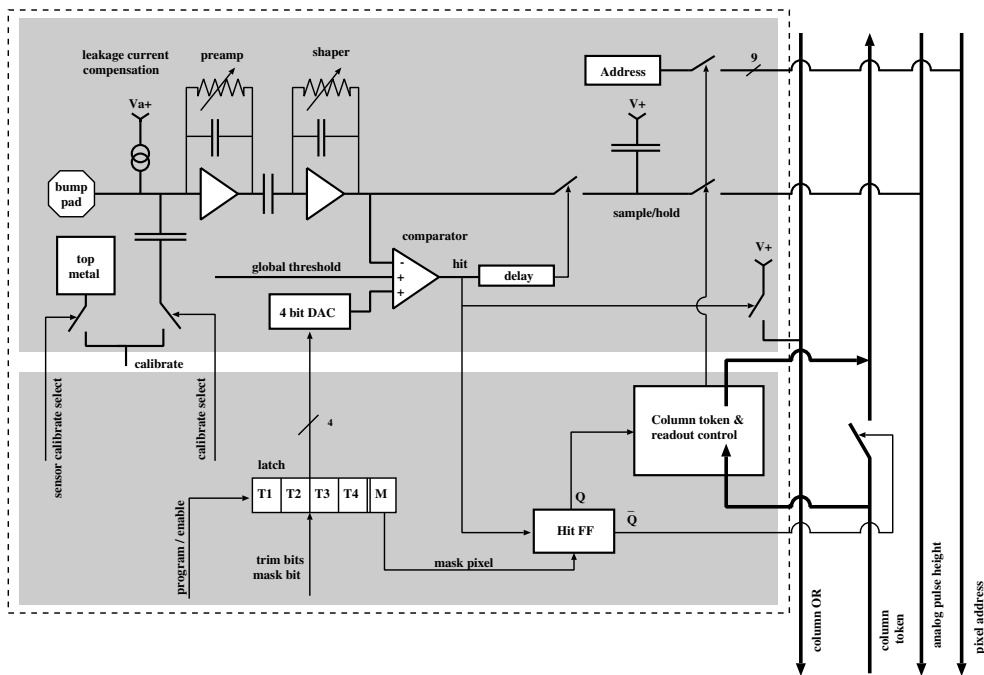 leakage current
compensation
preamp
shaper
Va+
bump
pad
top
metal
global threshold
comparator
-
+
+
hit
delay
4 bit DAC
Address
9
V+
sample/hold
V+
calibrate
sensor calibrate select
calibrate select
4
Column token &
readout control
latch
T1 T2 T3 T4 M
program / enable
trim bits
mask bit
mask pixel
Q
Hit FF
Q̅
column OR
column
token
analog pulse height
pixel address